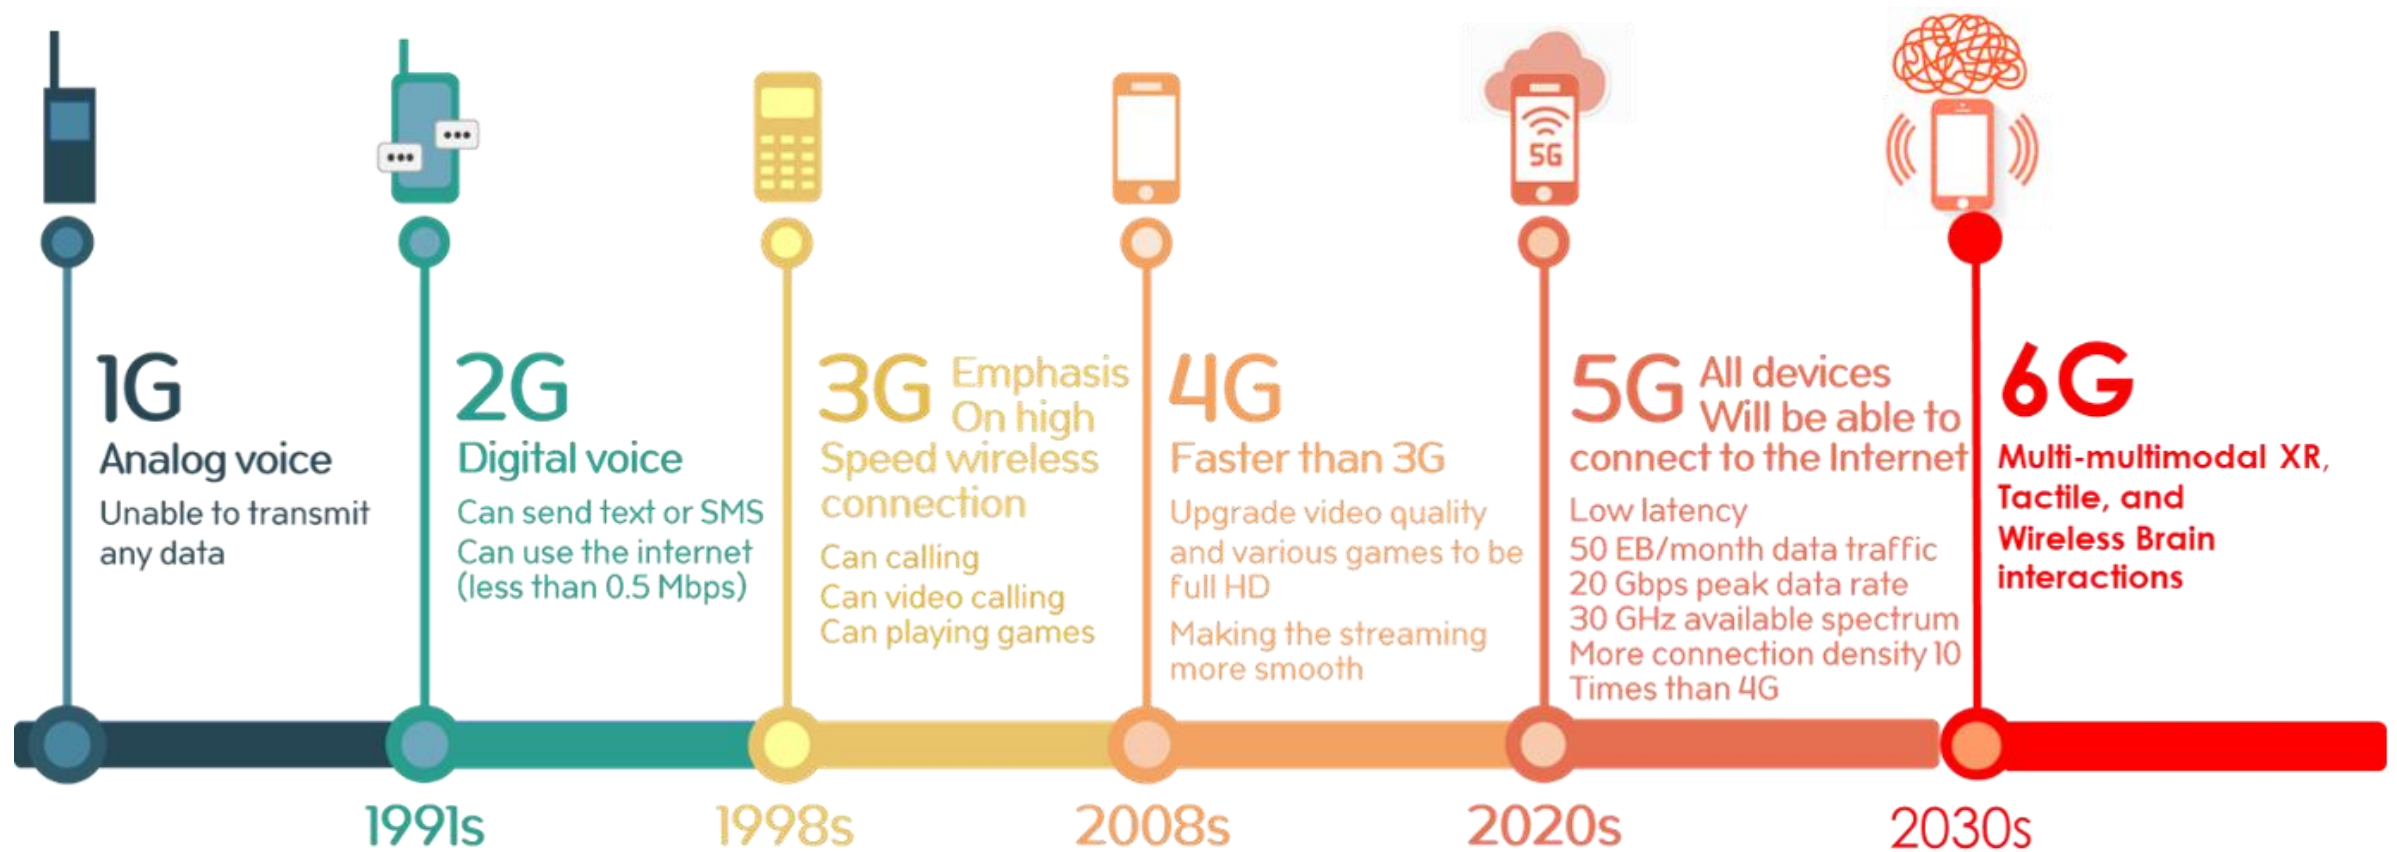 5G
1G
Analog voice
Unable to transmit
any data
2G
Digital voice
Can send text or SMS
Can use the internet
(less than 0.5 Mbps)
3G Emphasis
On high
Speed wireless
connection
Can calling
Can video calling
Can playing games
4G
Faster than 3G
Upgrade video quality
and various games to be
full HD
Making the streaming
more smooth
5G All devices
Will be able to
connect to the Internet
Low latency
50 EB/month data traffic
20 Gbps peak data rate
30 GHz available spectrum
More connection density 10
Times than 4G
6G
Multi-multimodal XR,
Tactile, and
Wireless Brain
interactions
1991s
1998s
2008s
2020s
2030s